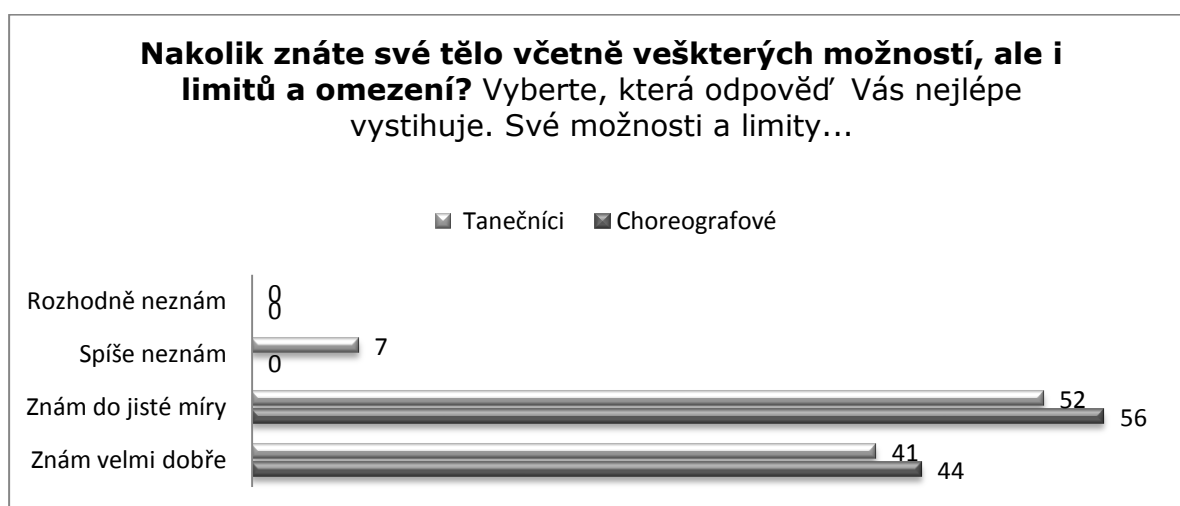 Nakolik znáte své tělo včetně veškterých možností, ale i
limitů a omezení? Vyberte, která odpověď Vás nejlépe
vystihuje. Své možnosti a limity...
Tanečníci Choreografové
Rozhodně neznám 0
0
Spíše neznám 7
0
Znám do jisté míry 52
56
Znám velmi dobře 41
44